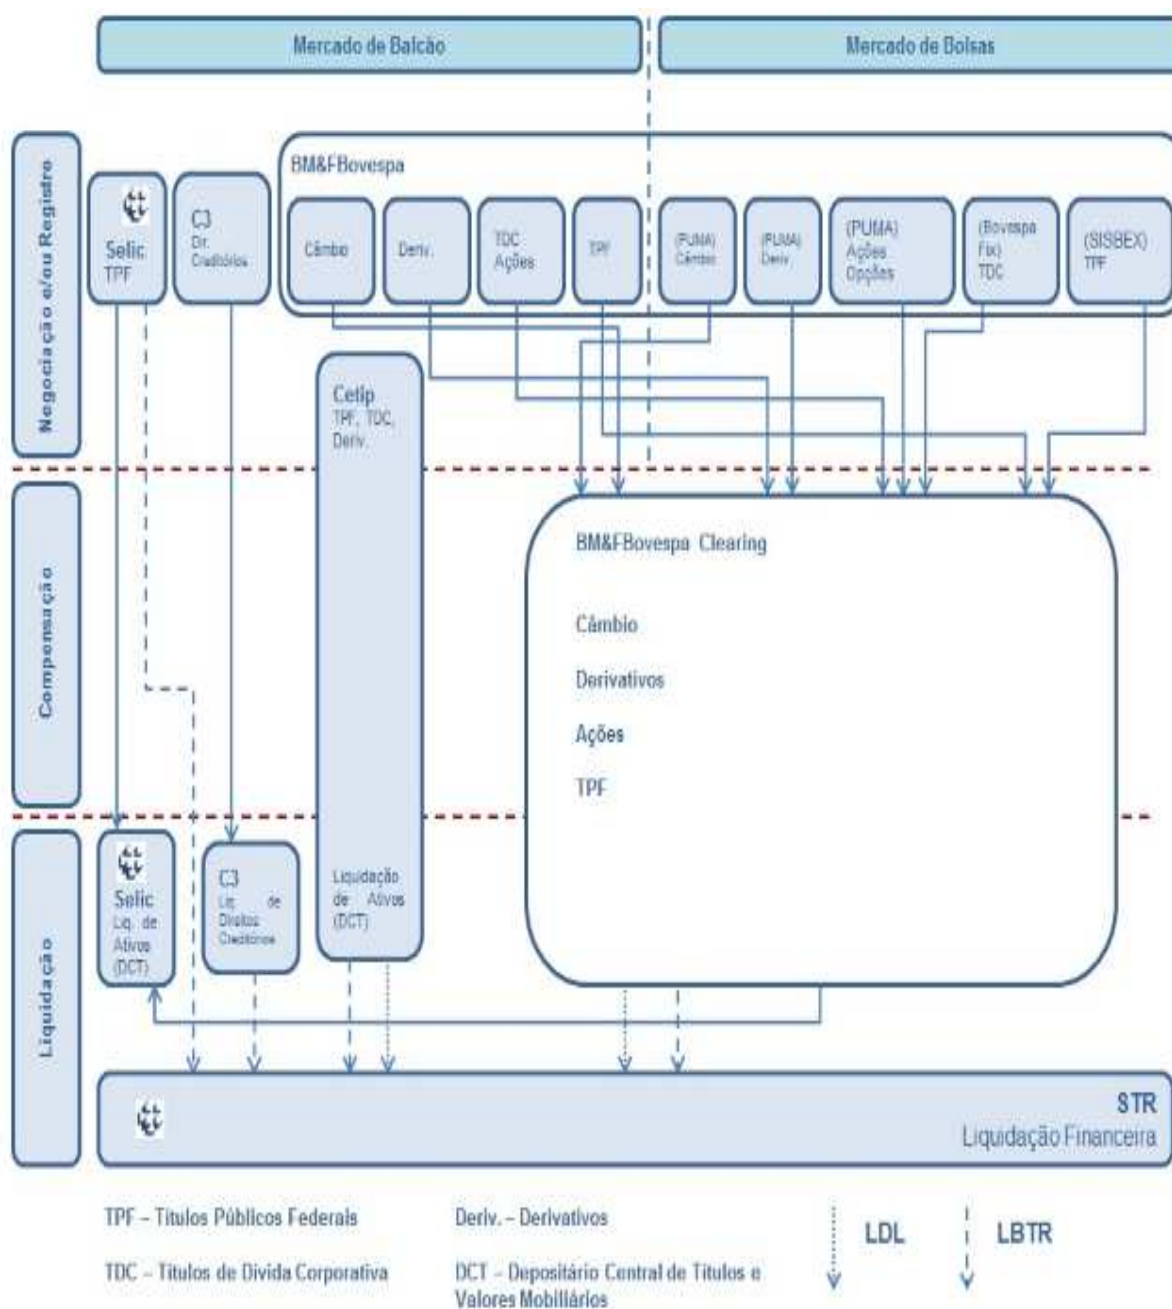 Mercado de Balcão
Mercado de Bolsas
Negociação e/ou Registro
Selic
TPF
C3
Dir.
Creditórios
BM&FBovespa
Câmbio
Deriv.
TDC
Ações
TPF
(PUMA)
Câmbio
(PUMA)
Deriv.
(PUMA)
Ações
Opções
(Bovespa
Fix)
TDC
(SISBEX)
TPF
Cetip
TPF, TDC,
Deriv.
Compensação
BM&FBovespa Clearing
Câmbio
Derivativos
Ações
TPF
Liquidação
Selic
Liq. de
Ativos
(DCT)
C3
Liq. de
Direitos
Creditórios
Liquidação
de Ativos
(DCT)
STR
Liquidação Financeira
TPF – Títulos Públicos Federais
Deriv. – Derivativos
LDL
LBTR
TDC – Títulos de Dívida Corporativa
DCT – Depositário Central de Títulos e
Valores Mobiliários